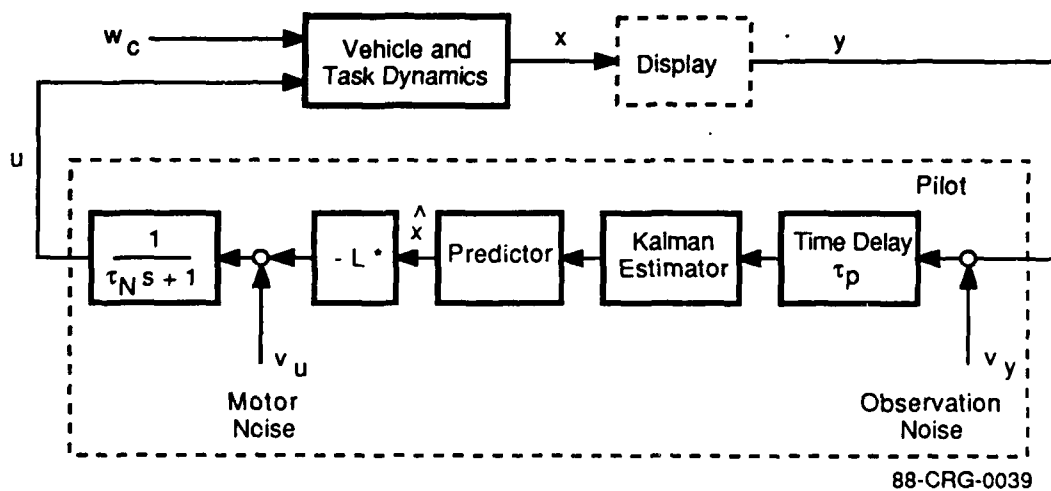 w c
Vehicle and
Task Dynamics
x
Display
y
u
Pilot
1
τ N s + 1
- L *
^
x
Predictor
Kalman
Estimator
Time Delay
τ p
v u
Motor
Ncise
v y
Observation
Noise
88-CRG-0039